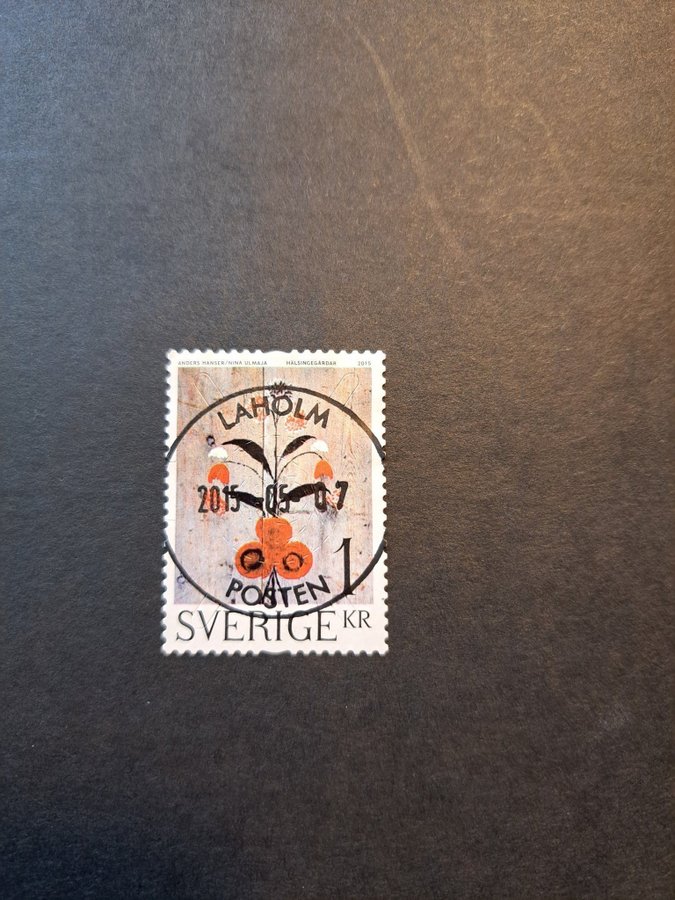 ANDERS HANSER/NINA ULMAJA HÄLSINGEGÅRDAR 2015
LAHOLM
2015 -05- 07
POSTEN
1
SVERIGE KR